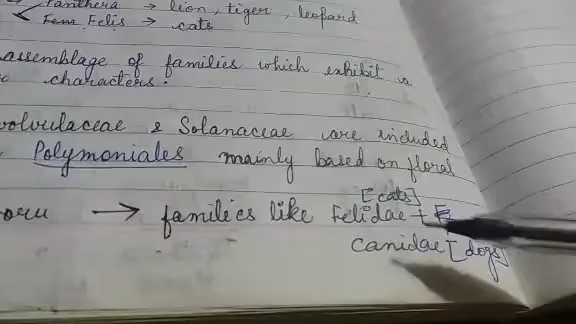 Panthera → lion, tiger, leopard
Fam Felis → cats
assemblage of families which exhibit
characters.
Solanaceae are included
Polymoniales mainly based on floral
→ families like Felidae +
[cats]
Canidae [dogs]